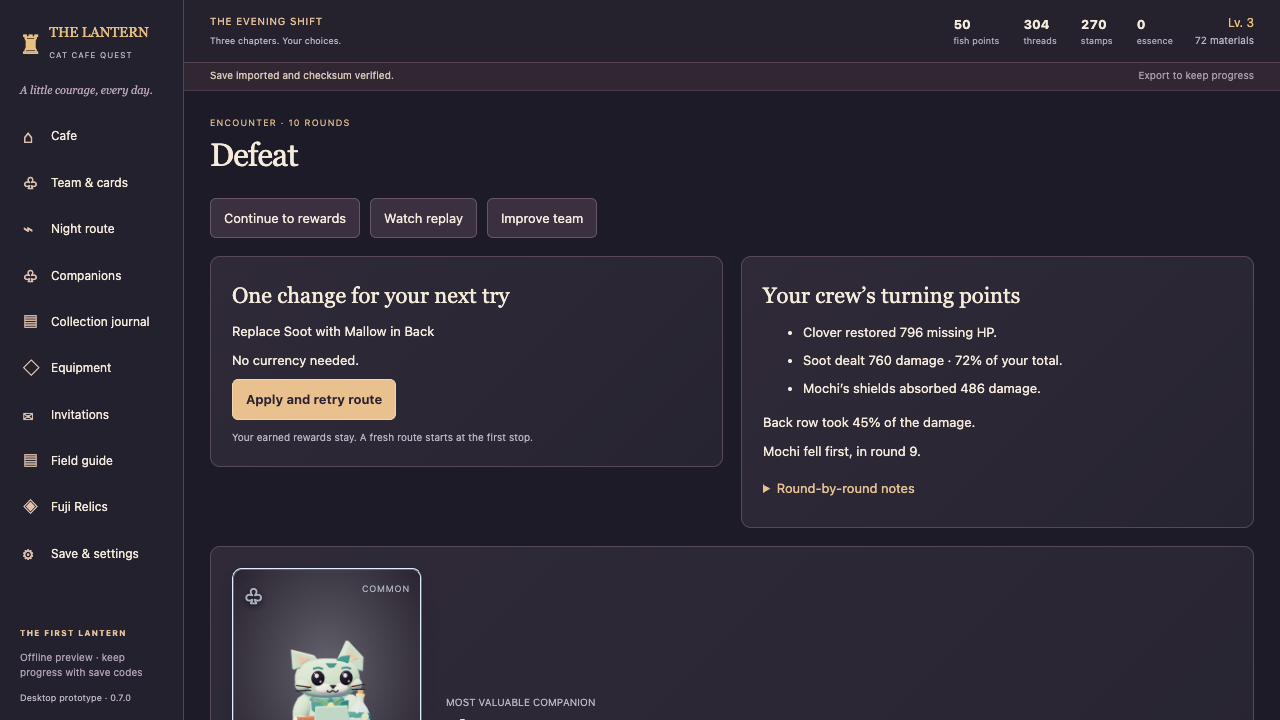 THE LANTERN
CAT CAFE QUEST
A little courage, every day.
Cafe
Team & cards
Night route
Companions
Collection journal
Equipment
Invitations
Field guide
Fuji Relics
Save & settings
THE FIRST LANTERN
Offline preview · keep
progress with save codes
Desktop prototype · 0.7.0
THE EVENING SHIFT
Three chapters. Your choices.
50
fish points
304
threads
270
stamps
0
essence
Lv. 3
72 materials
Save imported and checksum verified.
Export to keep progress
ENCOUNTER · 10 ROUNDS
Defeat
Continue to rewards
Watch replay
Improve team
One change for your next try
Replace Soot with Mallow in Back
No currency needed.
Apply and retry route
Your earned rewards stay. A fresh route starts at the first stop.
Your crew’s turning points
• Clover restored 796 missing HP.
• Soot dealt 760 damage · 72% of your total.
• Mochi’s shields absorbed 486 damage.
Back row took 45% of the damage.
Mochi fell first, in round 9.
Round-by-round notes
COMMON
MOST VALUABLE COMPANION